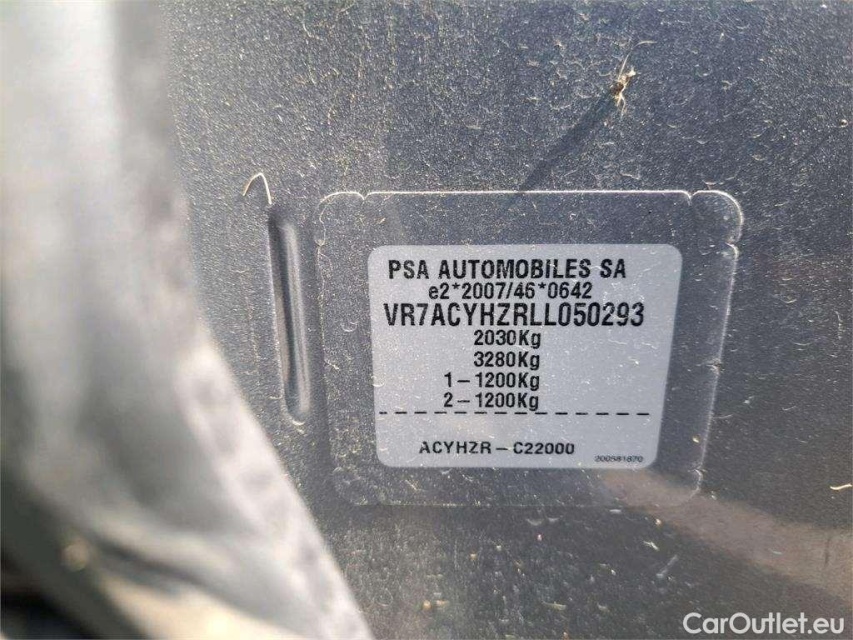 PSA AUTOMOBILES SA
e2*2007/46*0642
VR7ACYHZRLL050293
2030Kg
3280Kg
1-1200Kg
2-1200Kg
ACYHZR-C22000
CarOutlet.eu